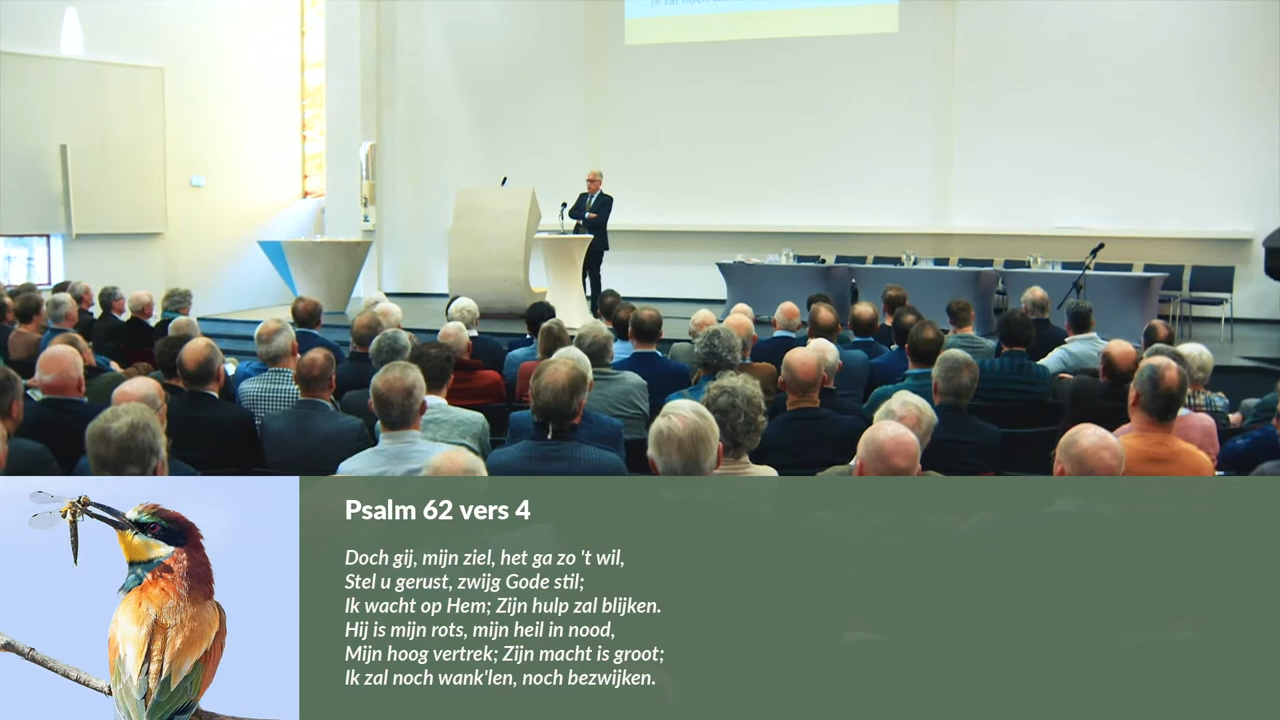 Psalm 62 vers 4
Doch gij, mijn ziel, het ga zo 't wil,
Stel u gerust, zwijg Gode stil;
Ik wacht op Hem; Zijn hulp zal blijken.
Hij is mijn rots, mijn heil in nood,
Mijn hoog vertrek; Zijn macht is groot;
Ik zal noch wank'len, noch bezwijken.